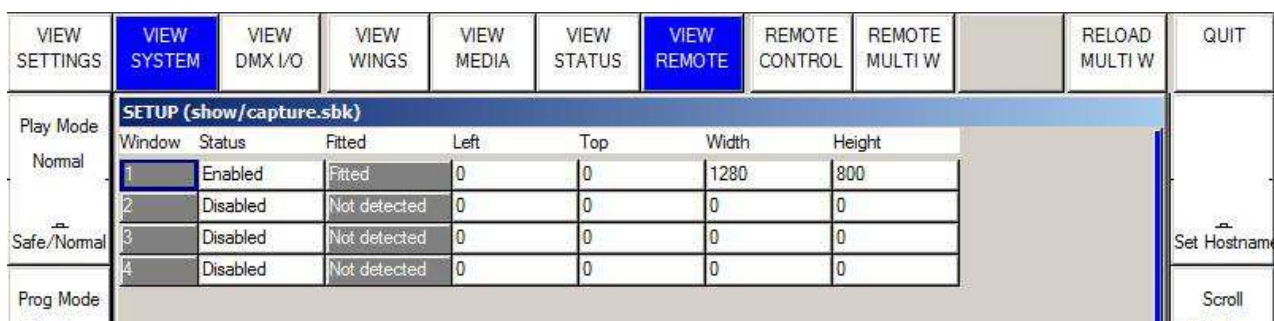 VIEW SETTINGS
VIEW SYSTEM
VIEW DMX I/O
VIEW WINGS
VIEW MEDIA
VIEW STATUS
VIEW REMOTE
REMOTE CONTROL
REMOTE MULTI W
RELOAD MULTI W
QUIT
Play Mode
Normal
Safe/Normal
Prog Mode
SETUP (show/capture.sbk)
Window Status Fitted Left Top Width Height
1 Enabled Fitted 0 0 1280 800
2 Disabled Not detected 0 0 0 0
3 Disabled Not detected 0 0 0 0
4 Disabled Not detected 0 0 0 0
Set Hostname
Scroll